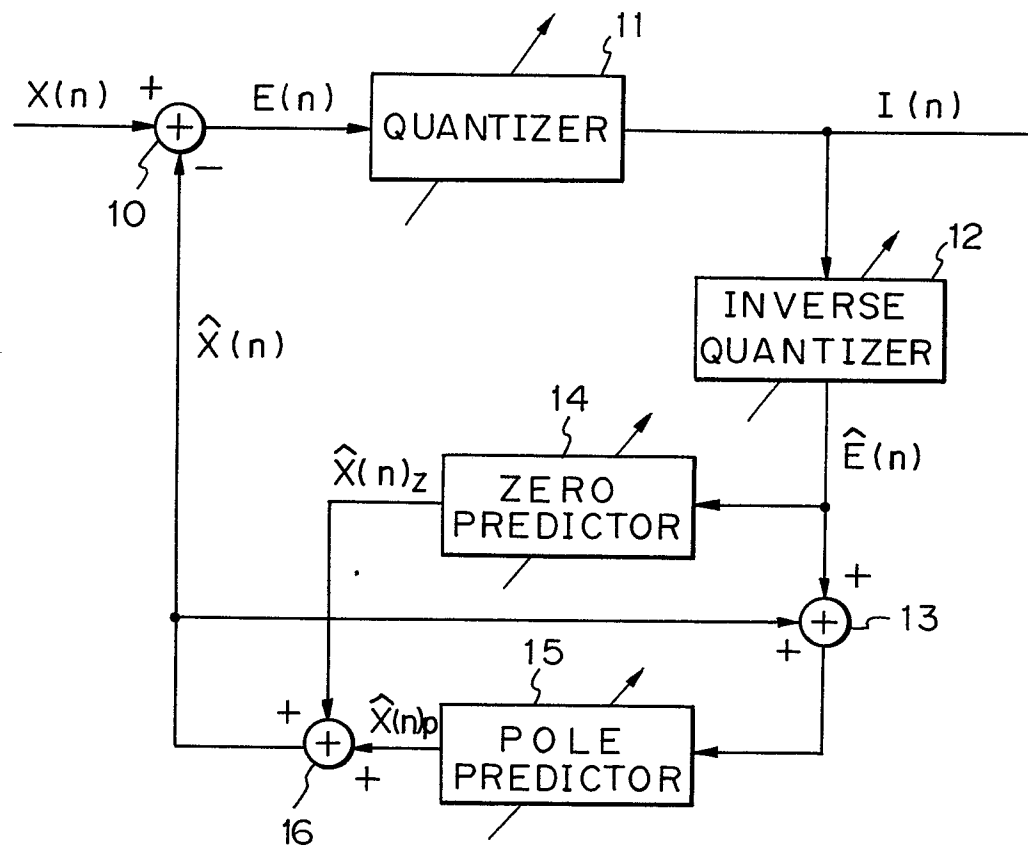 11
X(n)
+
E(n)
QUANTIZER
I(n)
+
−
10
12
INVERSE
QUANTIZER
X̂(n)
14
Ê(n)
X̂(n)z
ZERO
PREDICTOR
+
+
13
+
15
+
X̂(n)p
POLE
PREDICTOR
+
+
16